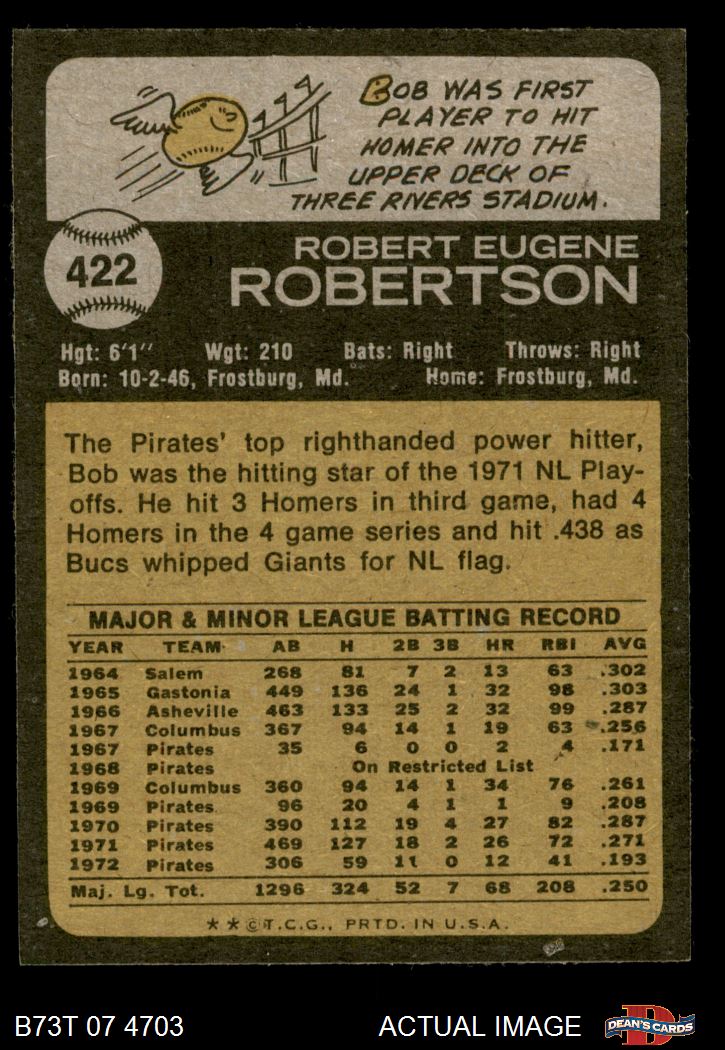 BOB WAS FIRST
PLAYER TO HIT
HOMER INTO THE
UPPER DECK OF
THREE RIVERS STADIUM.
422
ROBERT EUGENE
ROBERTSON
Hgt: 6'1" Wgt: 210 Bats: Right Throws: Right
Born: 10-2-46, Frostburg, Md. Home: Frostburg, Md.
The Pirates' top righthanded power hitter,
Bob was the hitting star of the 1971 NL Play-
offs. He hit 3 Homers in third game, had 4
Homers in the 4 game series and hit .438 as
Bucs whipped Giants for NL flag.
MAJOR & MINOR LEAGUE BATTING RECORD
YEAR TEAM AB H 2B 3B HR RBI AVG
1964 Salem 268 81 7 2 13 63 .302
1965 Gastonia 449 136 24 1 32 98 .303
1966 Asheville 463 133 25 2 32 99 .287
1967 Columbus 367 94 14 1 19 63 .256
1967 Pirates 35 6 0 0 2 4 .171
1968 Pirates On Restricted List
1969 Columbus 360 94 14 1 34 76 .261
1969 Pirates 96 20 4 1 1 9 .208
1970 Pirates 390 112 19 4 27 82 .287
1971 Pirates 469 127 18 2 26 72 .271
1972 Pirates 306 59 11 0 12 41 .193
Maj. Lg. Tot. 1296 324 52 7 68 208 .250
* * © T.C.G., PRTD. IN U.S.A.
B73T 07 4703 ACTUAL IMAGE DEAN'S CARDS